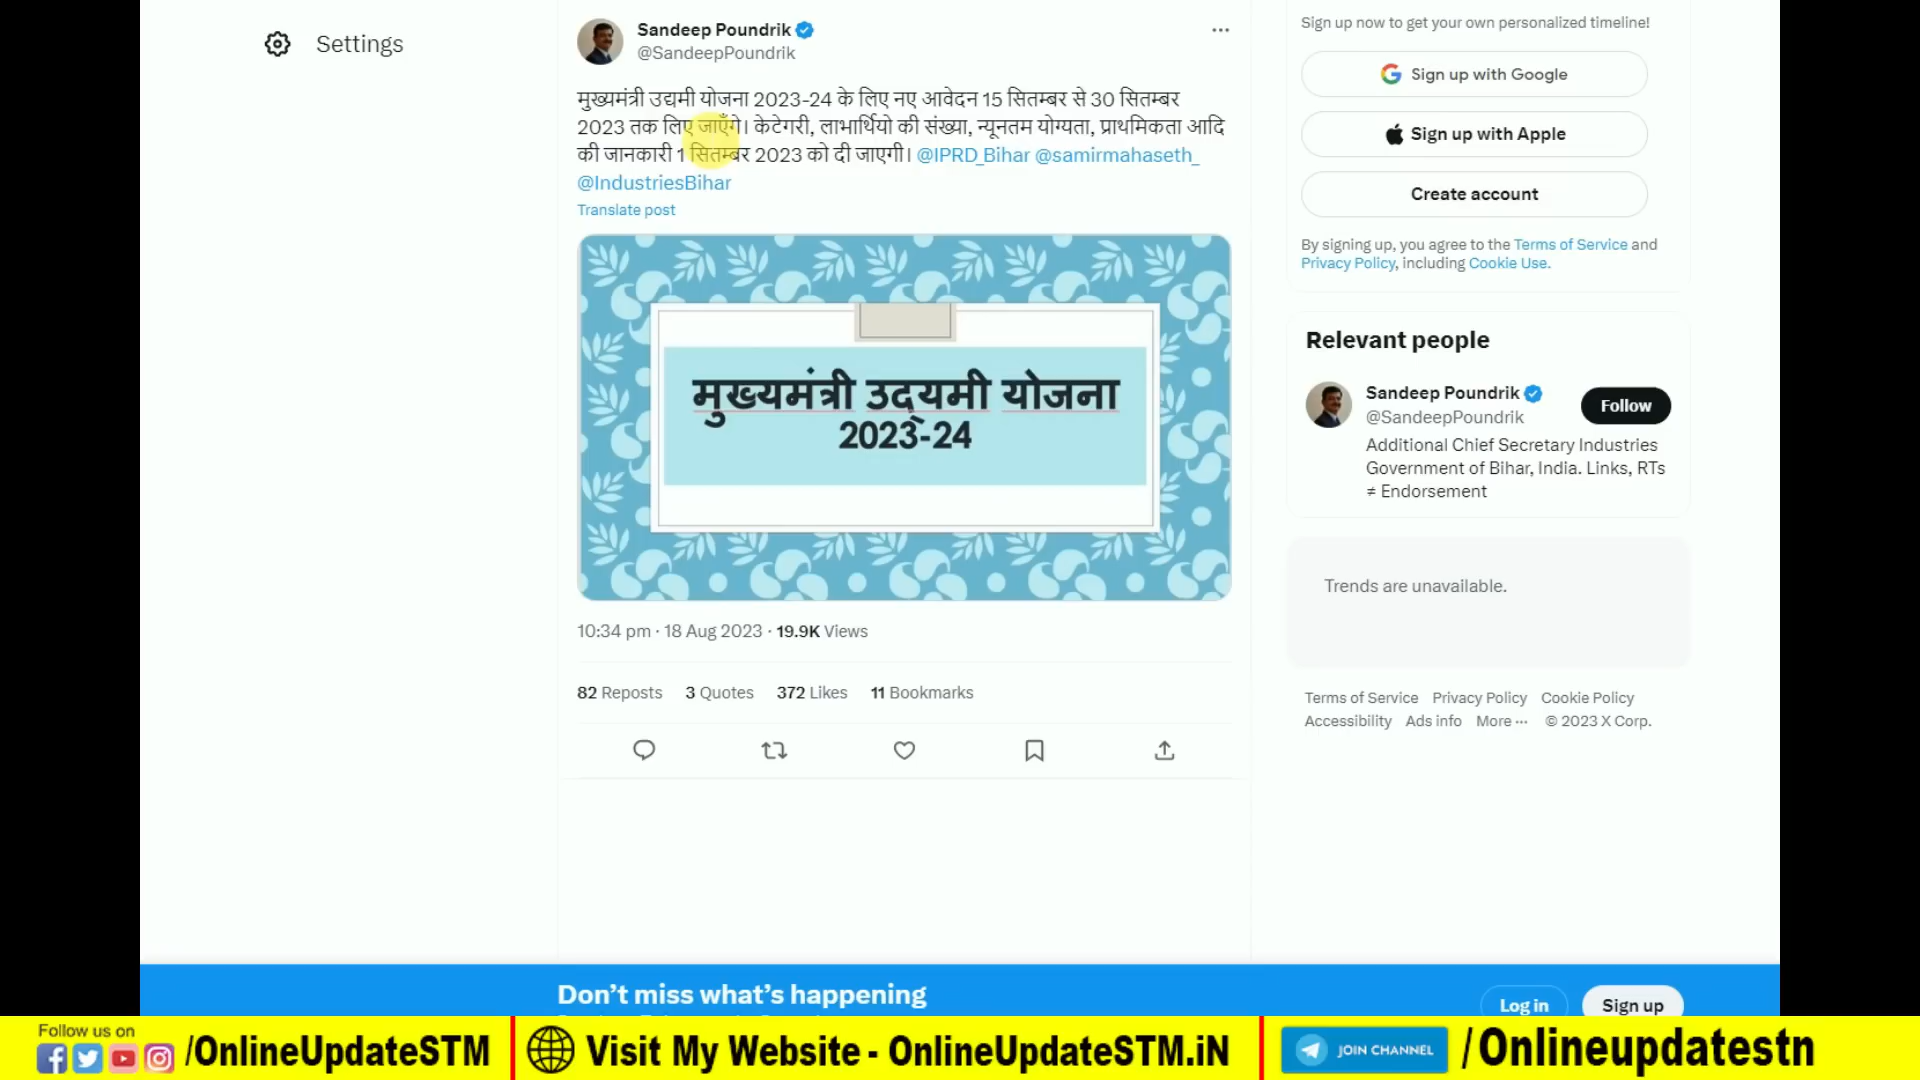 Settings
Sandeep Poundrik
@SandeepPoundrik
मुख्यमंत्री उद्यमी योजना 2023-24 के लिए नए आवेदन 15 सितम्बर से 30 सितम्बर
2023 तक लिए जाएँगे। केटेगरी, लाभार्थियो की संख्या, न्यूनतम योग्यता, प्राथमिकता आदि
की जानकारी 1 सितम्बर 2023 को दी जाएगी। @IPRD_Bihar @samirmahaseth_
@IndustriesBihar
Translate post
मुख्यमंत्री उद्यमी योजना
2023-24
10:34 pm · 18 Aug 2023 · 19.9K Views
82 Reposts 3 Quotes 372 Likes 11 Bookmarks
Sign up now to get your own personalized timeline!
Sign up with Google
Sign up with Apple
Create account
By signing up, you agree to the Terms of Service and
Privacy Policy, including Cookie Use.
Relevant people
Sandeep Poundrik
@SandeepPoundrik
Follow
Additional Chief Secretary Industries
Government of Bihar, India. Links, RTs
≠ Endorsement
Trends are unavailable.
Terms of Service Privacy Policy Cookie Policy
Accessibility Ads info More ··· © 2023 X Corp.
Don’t miss what’s happening
Log in
Sign up
Follow us on
/OnlineUpdateSTM
Visit My Website - OnlineUpdateSTM.iN
JOIN CHANNEL
/Onlineupdatestn